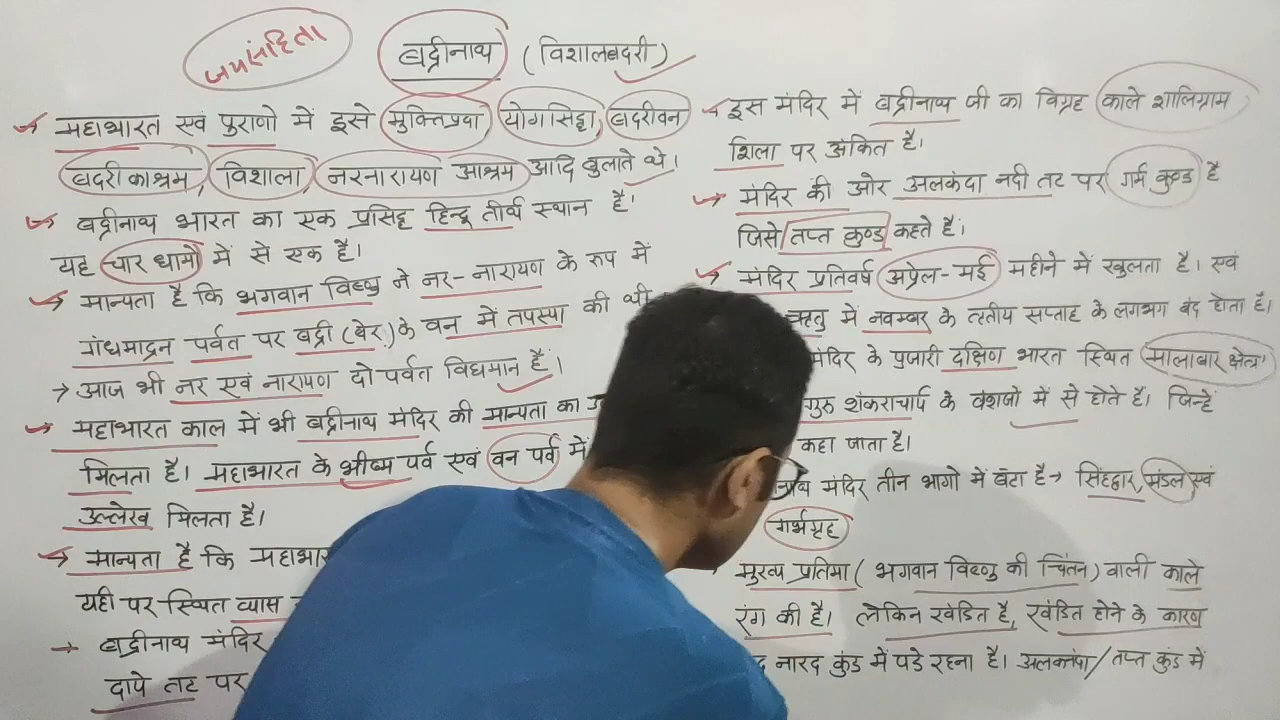 जयसंहिता
बद्रीनाथ (विशालबदरी)
महाभारत एवं पुराणो में इसे मुक्तिप्रदा, योगसिद्दा, बदरीवन
बदरीकाश्रम, विशाला, नरनारायण आश्रम आदि बुलाते थे।
बद्रीनाथ भारत का एक प्रसिद्द हिन्दू तीर्थ स्थान है।
यह चार धामों में से एक है।
मान्यता है कि भगवान विष्णु ने नर-नारायण के रूप में
गंधमाद्रन पर्वत पर बद्री (बेर) के वन में तपस्या की थी
→ आज भी नर एवं नारायण दो पर्वत विद्यमान है।
महाभारत काल में भी बद्रीनाथ मंदिर की मान्यता का
मिलता है। महाभारत के भीष्म पर्व एवं वन पर्व में
उल्लेख मिलता है।
→ मान्यता है कि महाभार
यही पर स्थित व्यास
→ बद्रीनाथ मंदिर
दाये तट पर
इस मंदिर में बद्रीनाथ जी का विग्रह काले शालिग्राम
शिला पर अंकित है।
मंदिर की ओर अलकंदा नदी तट पर गर्म कुण्ड है
जिसे तप्त कुण्ड कहते हैं।
मंदिर प्रतिवर्ष अप्रैल-मई महीने में खुलता है। एवं
ऋतु में नवम्बर के तृतीय सप्ताह के लगभग बंद होता है।
मंदिर के पुजारी दक्षिण भारत स्थित मालाबार क्षेत्र
गुरु शंकराचार्य के वंशजो में से होते है। जिन्हें
कहा जाता है।
मंदिर तीन भागो में बंटा है→ सिंहद्वार, मंडल एवं
गर्भग्रह
मुख्य प्रतिमा ( भगवान विष्णु की चिंतन) वाली काले
रंग की है। लेकिन खंडित है, खंडित होने के कारण
नारद कुंड में पडे रहना है। अलकनंदा/तप्त कुंड में